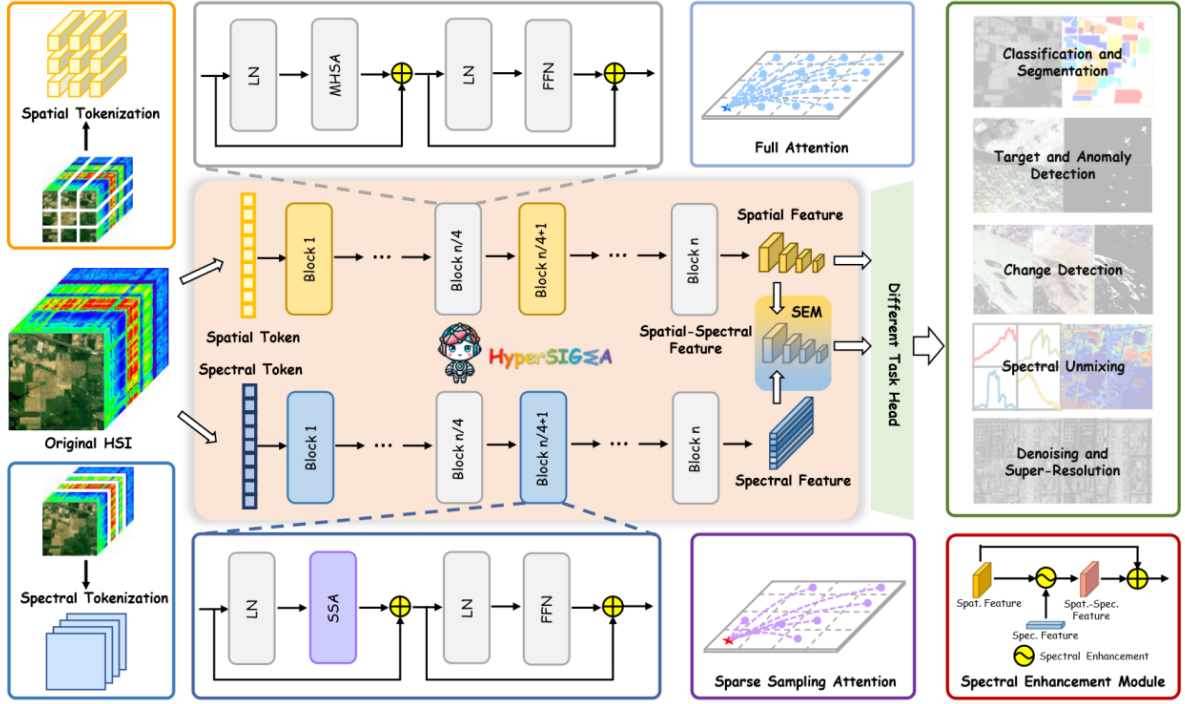 Spatial Tokenization
LN
MHSA
LN
FFN
Full Attention
Classification and
Segmentation
Target and Anomaly
Detection
Change Detection
Spectral Unmixing
Denoising and
Super-Resolution
Original HSI
Spatial Token
Block 1
...
Block n/4
Block n/4+1
...
Block n
Spatial Feature
SEM
Spatial-Spectral
Feature
HyperSIGMA
Spectral Token
Block 1
...
Block n/4
Block n/4+1
...
Block n
Spectral Feature
Different Task Head
Spectral Tokenization
LN
SSA
LN
FFN
Sparse Sampling Attention
Spat. Feature
Spat.-Spec.
Feature
Spec. Feature
Spectral Enhancement
Spectral Enhancement Module